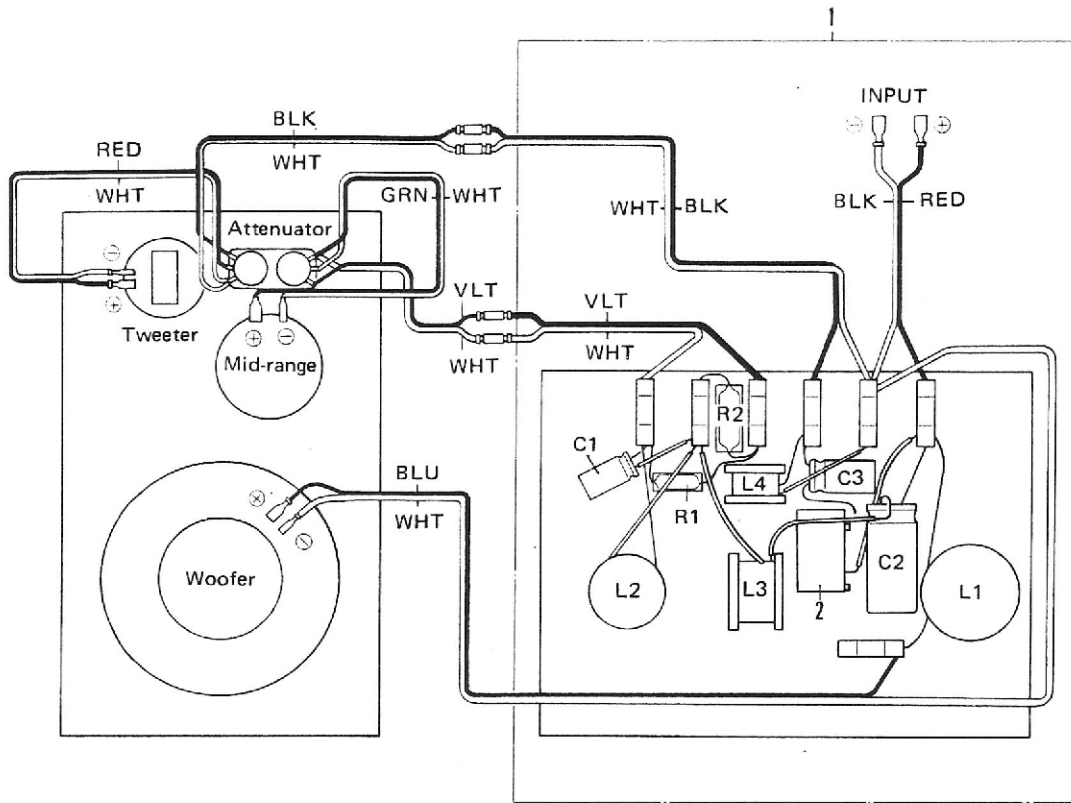 1
INPUT
⊖ ⊕
BLK
WHT
RED
WHT
GRN WHT
WHT BLK
BLK RED
Attenuator
⊖
⊕
Tweeter
VLT
WHT
VLT
WHT
⊕ ⊖
Mid-range
R2
C1
L4
C3
R1
BLU
WHT
⊕
⊖
Woofer
L2
L3
2
C2
L1